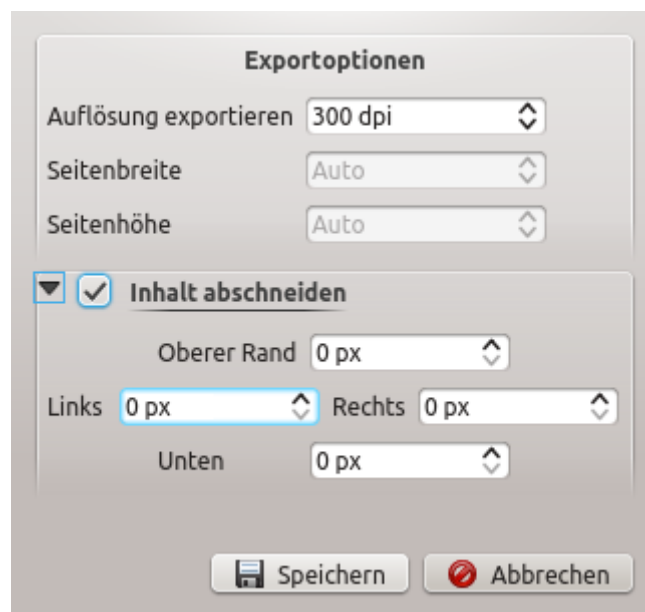 Exportoptionen
Auflösung exportieren 300 dpi
Seitenbreite Auto
Seitenhöhe Auto
Inhalt abschneiden
Oberer Rand 0 px
Links 0 px Rechts 0 px
Unten 0 px
Speichern Abbrechen